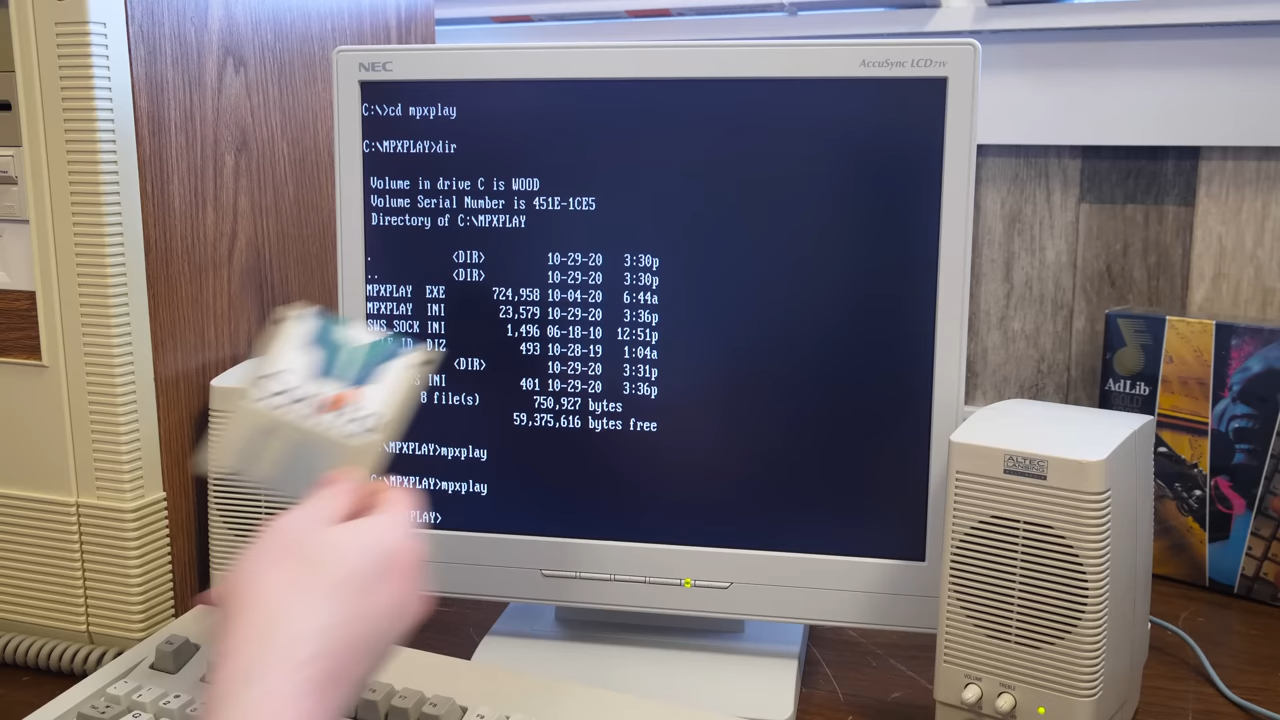 NEC
AccuSync LCD71V
C:\>cd mpxplay
C:\MPXPLAY>dir
Volume in drive C is WOOD
Volume Serial Number is 451E-1CE5
Directory of C:\MPXPLAY
. <DIR> 10-29-20 3:30p
.. <DIR> 10-29-20 3:30p
MPXPLAY EXE 724,958 10-04-20 6:44a
MPXPLAY INI 23,579 10-29-20 3:36p
SWS_SOCK INI 1,496 06-18-10 12:51p
DIZ 493 10-28-19 1:04a
<DIR> 10-29-20 3:31p
INI 401 10-29-20 3:36p
8 file(s) 750,927 bytes
59,375,616 bytes free
\MPXPLAY>mpxplay
C:\MPXPLAY>mpxplay
PLAY>
AdLib
GOLD
ALTEC
LANSING
VOLUME
TREBLE